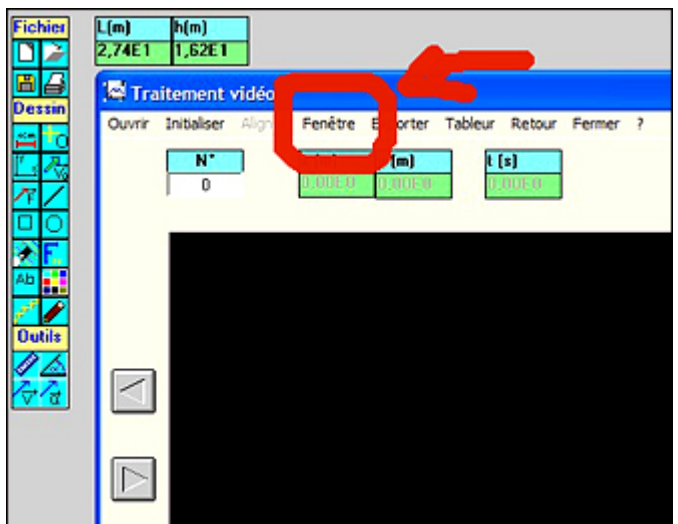 Fichier
L(m) h(m)
2,74E1 1,62E1
Traitement vidéo
Dessin
Ouvrir Initialiser Fenêtre Tableur Retour Fermer ?
N° (m) t (s)
0 0,00E0 0,00E0 0,00E0
Ab
Outils